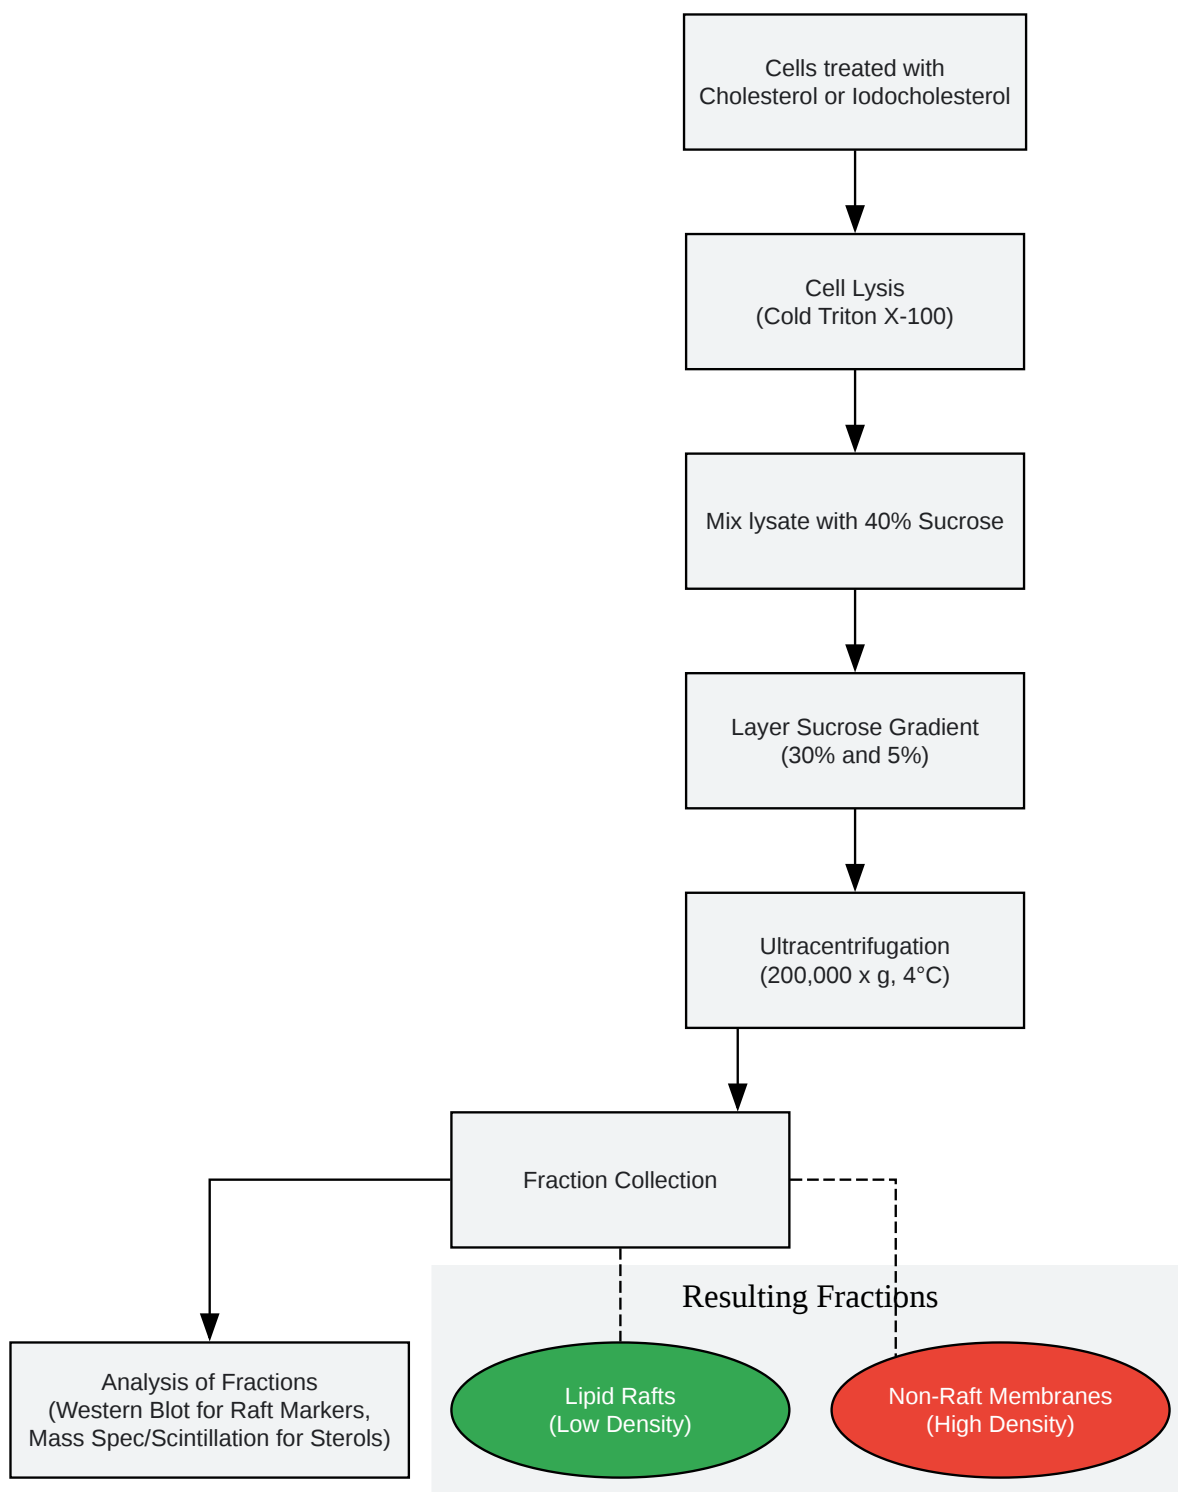 Cells treated with
Cholesterol or Iodocholesterol
Cell Lysis
(Cold Triton X-100)
Mix lysate with 40% Sucrose
Layer Sucrose Gradient
(30% and 5%)
Ultracentrifugation
(200,000 x g, 4°C)
Fraction Collection
Resulting Fractions
Analysis of Fractions
(Western Blot for Raft Markers,
Mass Spec/Scintillation for Sterols)
Lipid Rafts
(Low Density)
Non-Raft Membranes
(High Density)